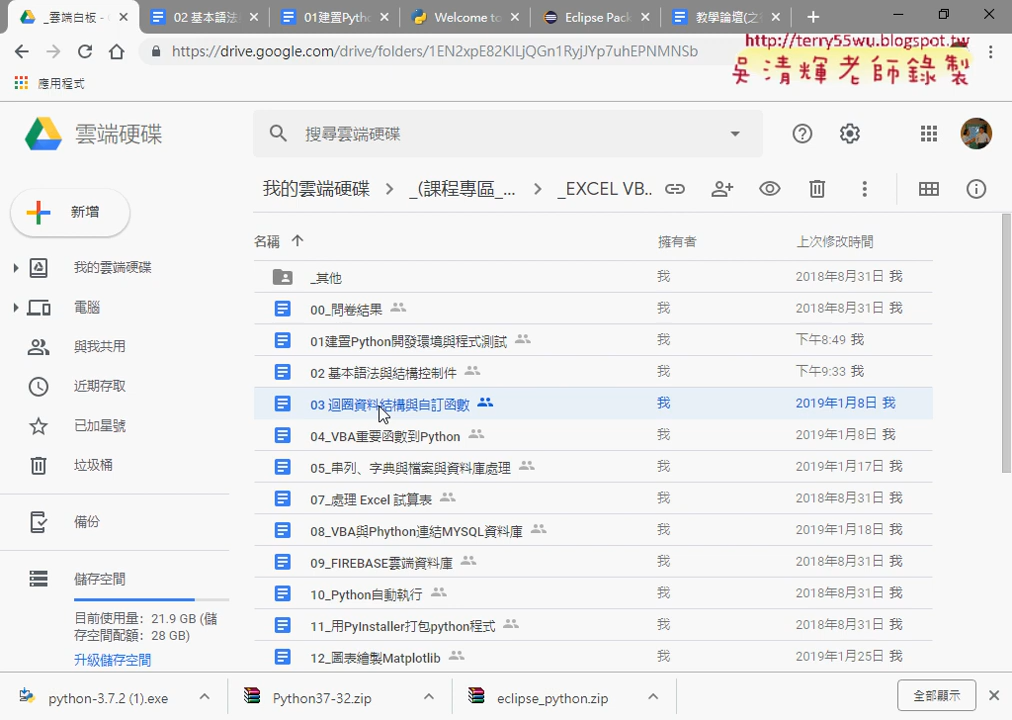 _雲端白板 -
02 基本語法
01建置Pytho
Welcome to
Eclipse Pack
教學論壇(之
https://drive.google.com/drive/folders/1EN2xpE82KlLjQGn1RyjJYp7uhEPNMNSb
http://terry55wu.blogspot.tw
吳清輝老師錄製
應用程式
雲端硬碟
搜尋雲端硬碟
新增
我的雲端硬碟 > _(課程專區_... > _EXCEL VB..
名稱 擁有者 上次修改時間
我的雲端硬碟
電腦
與我共用
近期存取
已加星號
垃圾桶
備份
儲存空間
目前使用量：21.9 GB (儲
存空間配額：28 GB)
升級儲存空間
_其他 我 2018年8月31日 我
00_問卷結果 我 2018年8月31日 我
01建置Python開發環境與程式測試 我 下午8:49 我
02 基本語法與結構控制件 我 下午9:33 我
03 迴圈資料結構與自訂函數 我 2019年1月8日 我
04_VBA重要函數到Python 我 2019年1月8日 我
05_串列、字典與檔案與資料庫處理 我 2019年1月17日 我
07_處理 Excel 試算表 我 2018年8月31日 我
08_VBA與Phython連結MYSQL資料庫 我 2019年1月18日 我
09_FIREBASE雲端資料庫 我 2018年8月31日 我
10_Python自動執行 我 2018年8月31日 我
11_用PyInstaller打包python程式 我 2018年8月31日 我
12_圖表繪製Matplotlib 我 2019年1月25日 我
python-3.7.2 (1).exe
Python37-32.zip
eclipse_python.zip
全部顯示